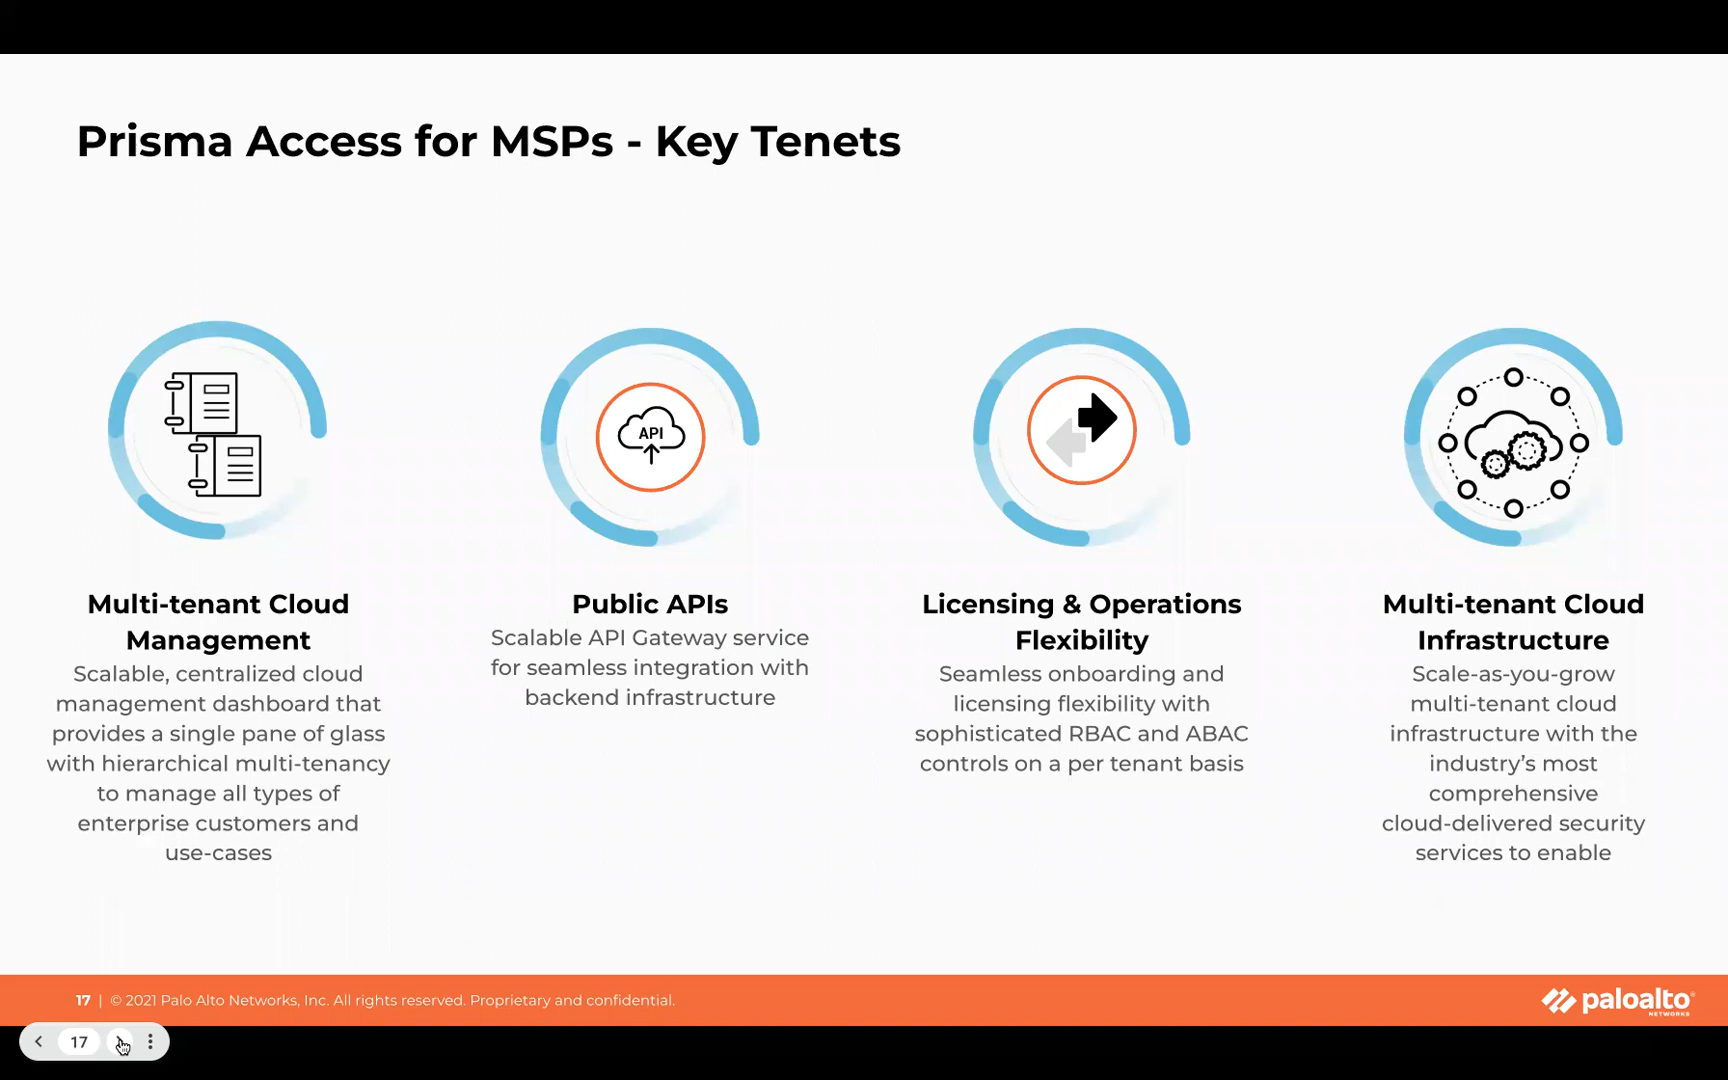 Prisma Access for MSPs - Key Tenets
API
Multi-tenant Cloud
Management
Scalable, centralized cloud
management dashboard that
provides a single pane of glass
with hierarchical multi-tenancy
to manage all types of
enterprise customers and
use-cases
Public APIs
Scalable API Gateway service
for seamless integration with
backend infrastructure
Licensing & Operations
Flexibility
Seamless onboarding and
licensing flexibility with
sophisticated RBAC and ABAC
controls on a per tenant basis
Multi-tenant Cloud
Infrastructure
Scale-as-you-grow
multi-tenant cloud
infrastructure with the
industry’s most
comprehensive
cloud-delivered security
services to enable
17 | © 2021 Palo Alto Networks, Inc. All rights reserved. Proprietary and confidential.
paloalto®
NETWORKS
17